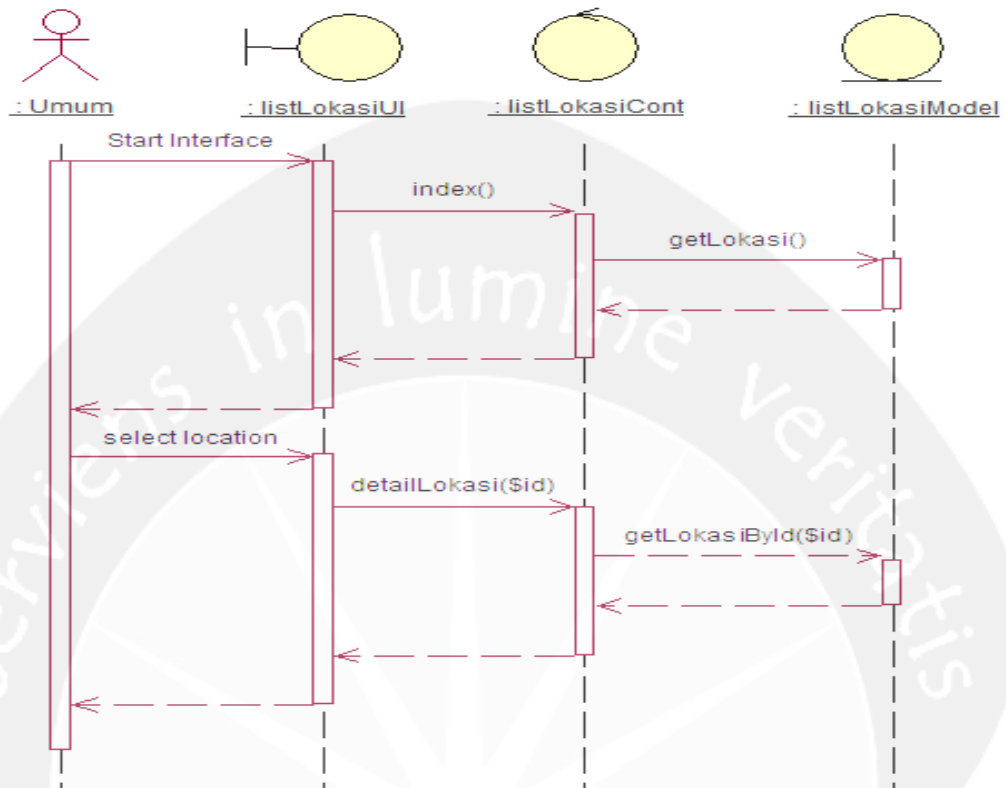 : Umum
: listLokasiUI
: listLokasiCont
: listLokasiModel
Start Interface
index()
getLokasi()
select location
detailLokasi($id)
getLokasiById($id)
serviens in lumine veritatis